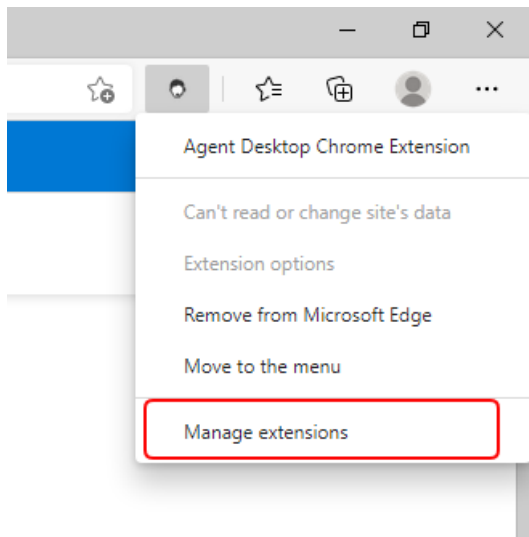 Agent Desktop Chrome Extension
Can't read or change site's data
Extension options
Remove from Microsoft Edge
Move to the menu
Manage extensions